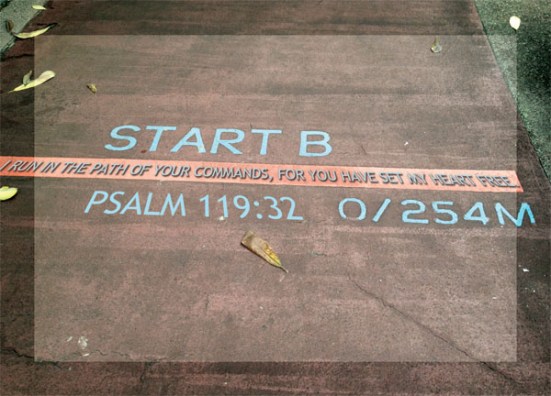 START B
I RUN IN THE PATH OF YOUR COMMANDS, FOR YOU HAVE SET MY HEART FREE.
PSALM 119:32 0/254M